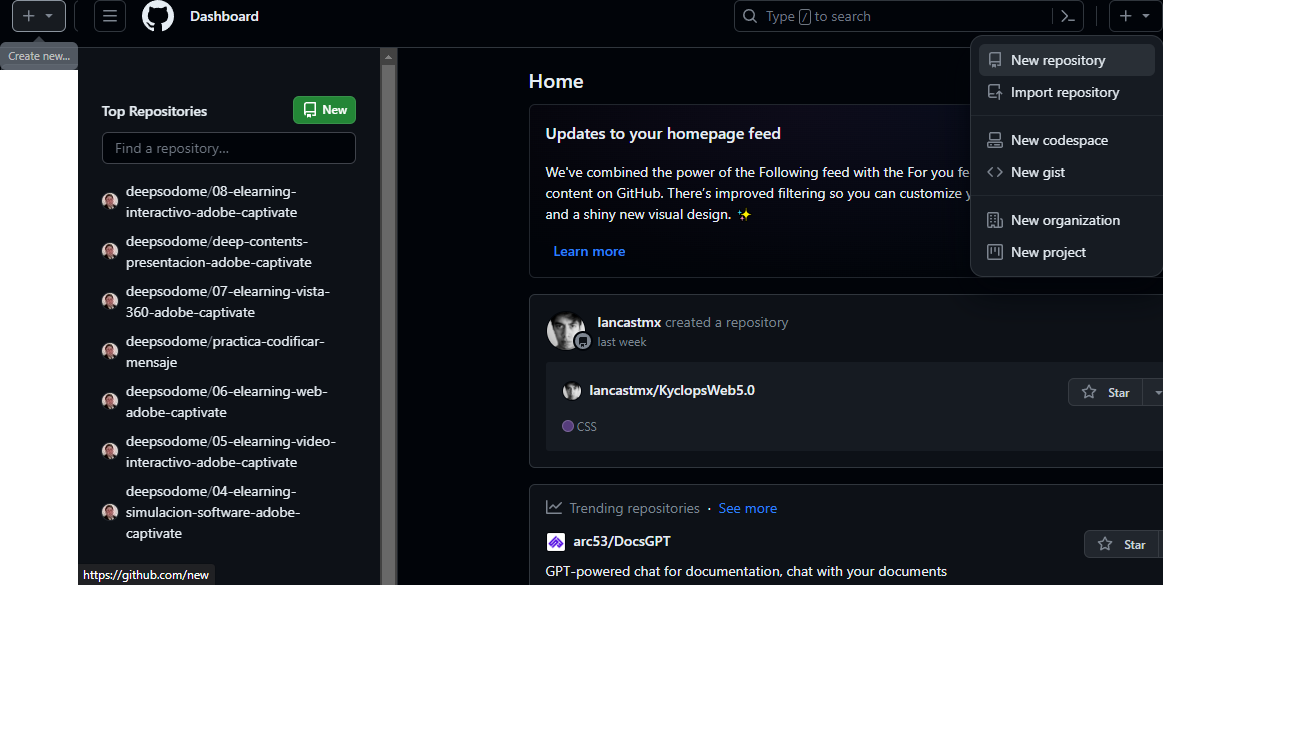 Dashboard
Type / to search
Create new...
Top Repositories
New
Find a repository...
deepsodome/08-elearning-
interactivo-adobe-captivate
deepsodome/deep-contents-
presentacion-adobe-captivate
deepsodome/07-elearning-vista-
360-adobe-captivate
deepsodome/practica-codificar-
mensaje
deepsodome/06-elearning-web-
adobe-captivate
deepsodome/05-elearning-video-
interactivo-adobe-captivate
deepsodome/04-elearning-
simulacion-software-adobe-
captivate
https://github.com/new
Home
Updates to your homepage feed
We've combined the power of the Following feed with the For you fe
content on GitHub. There's improved filtering so you can customize y
and a shiny new visual design. ✨
Learn more
lancastmx created a repository
last week
lancastmx/KyclopsWeb5.0
Star
CSS
Trending repositories · See more
arc53/DocsGPT
Star
GPT-powered chat for documentation, chat with your documents
New repository
Import repository
New codespace
New gist
New organization
New project